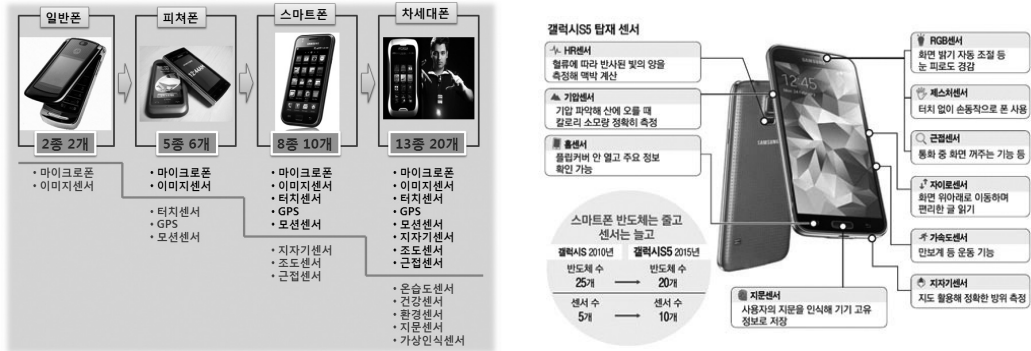 일반폰
피쳐폰
스마트폰
차세대폰
2종 2개
5종 6개
8종 10개
13종 20개
• 마이크로폰
• 이미지센서
• 마이크로폰
• 이미지센서
• 터치센서
• GPS
• 모션센서
• 마이크로폰
• 이미지센서
• 터치센서
• GPS
• 모션센서
• 지자기센서
• 조도센서
• 근접센서
• 마이크로폰
• 이미지센서
• 터치센서
• GPS
• 모션센서
• 지자기센서
• 조도센서
• 근접센서
• 온습도센서
• 건강센서
• 환경센서
• 지문센서
• 가상인식센서
갤럭시S5 탑재 센서
HR센서
혈류에 따라 반사된 빛의 양을
측정해 맥박 계산
기압센서
기압 파악해 산에 오를 때
칼로리 소모량 정확히 측정
홀센서
플립커버 안 열고 주요 정보
확인 가능
스마트폰 반도체는 줄고
센서는 늘고
갤럭시S 2010년 갤럭시S5 2015년
반도체 수 반도체 수
25개 → 20개
센서 수 센서 수
5개 → 10개
지문센서
사용자의 지문을 인식해 기기 고유
정보로 저장
RGB센서
화면 밝기 자동 조절 등
눈 피로도 경감
제스처센서
터치 없이 손동작으로 폰 사용
근접센서
통화 중 화면 꺼주는 기능 등
자이로센서
화면 위아래로 이동하며
편리한 글 읽기
가속도센서
만보계 등 운동 기능
지자기센서
지도 활용해 정확한 방위 측정
SAMSUNG
12:45
SAMSUNG